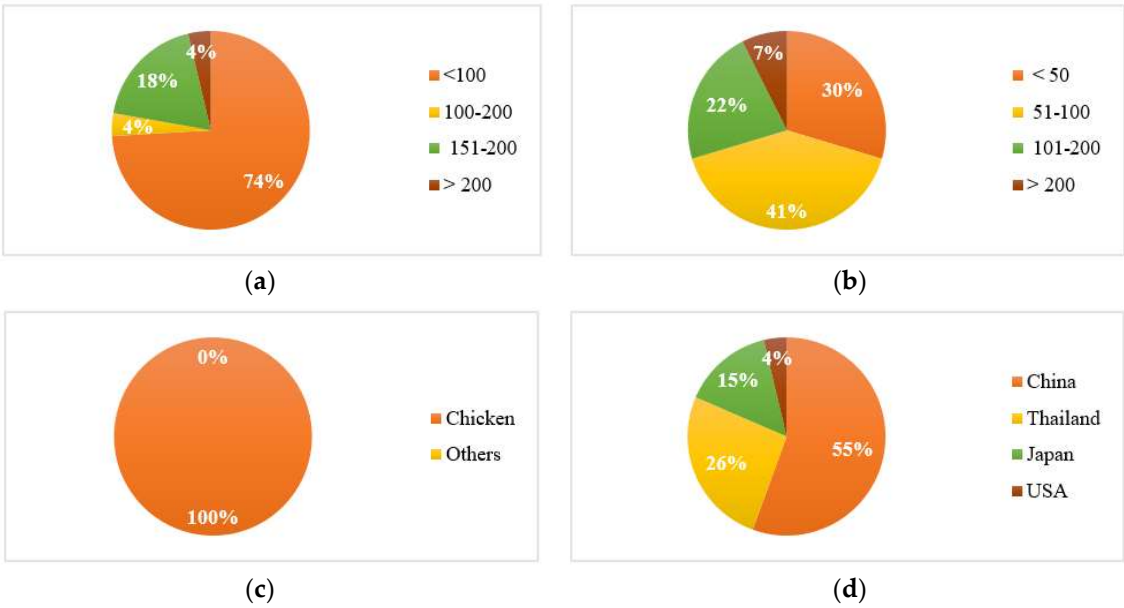 4%
18%
4%
74%
<100
100-200
151-200
> 200
(a)
7%
30%
22%
41%
< 50
51-100
101-200
> 200
(b)
0%
100%
Chicken
Others
(c)
4%
15%
55%
26%
China
Thailand
Japan
USA
(d)